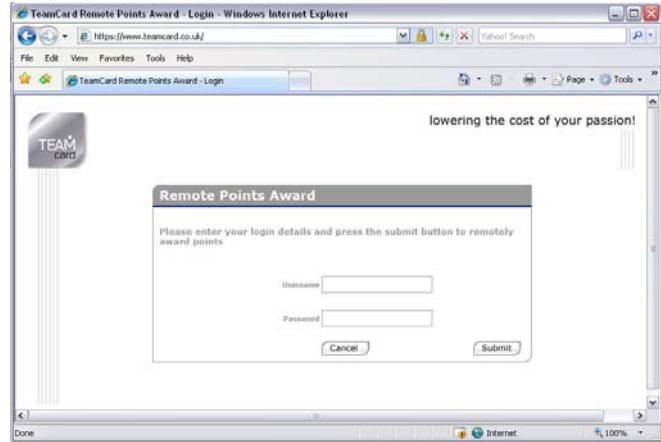 TeamCard Remote Points Award - Login - Windows Internet Explorer
https://www.teamcard.co.uk/
Yahoo! Search
File Edit View Favorites Tools Help
TeamCard Remote Points Award - Login
Page Tools
lowering the cost of your passion!
TEAM
card
Remote Points Award
Please enter your login details and press the submit button to remotely
award points
Username
Password
Cancel Submit
Done Internet 100%